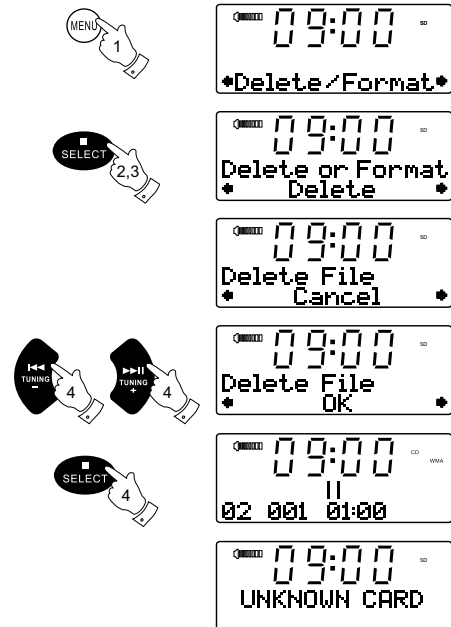 MENU
1
09:00 SD
Delete/Format
SELECT
2,3
09:00 SD
Delete or Format
Delete
09:00 SD
Delete File
Cancel
TUNING
−
4
TUNING
+
4
09:00 SD
Delete File
OK
SELECT
4
09:00 CD WMA
02 001 01:00
09:00 SD
UNKNOWN CARD